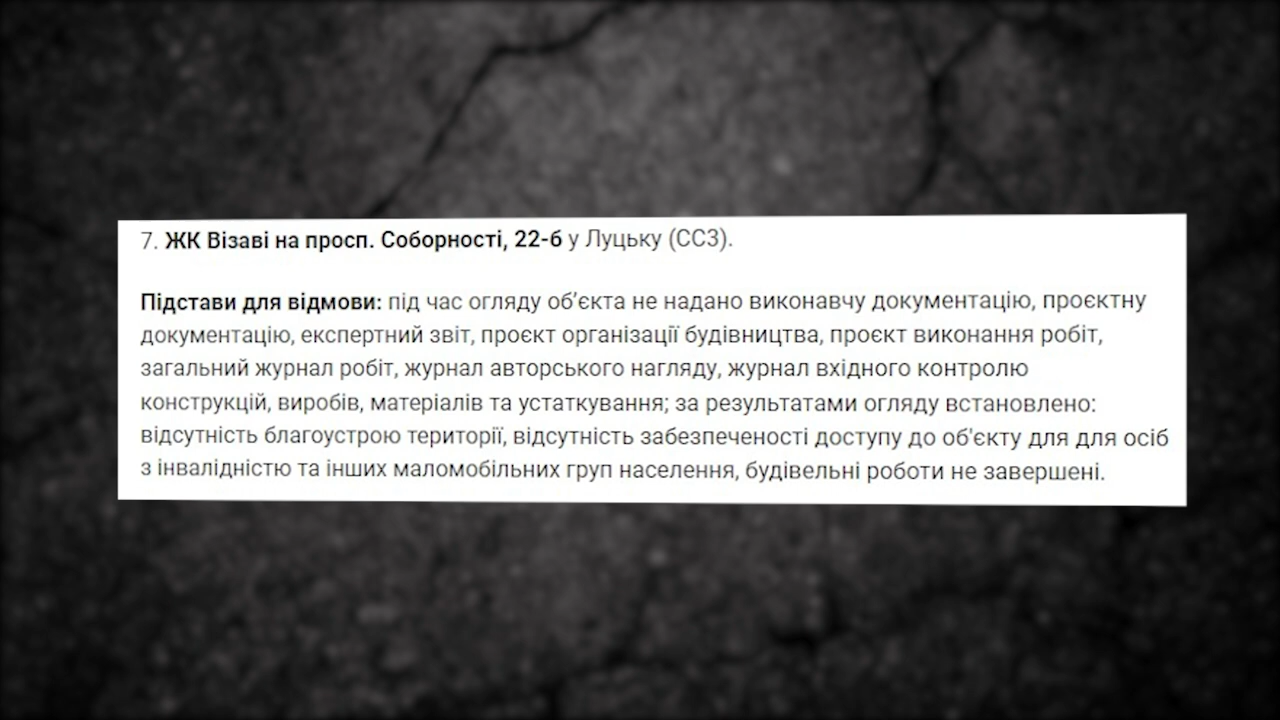 7. ЖК Візаві на просп. Соборності, 22-б у Луцьку (СС3).
Підстави для відмови: під час огляду об’єкта не надано виконавчу документацію, проєктну
документацію, експертний звіт, проєкт організації будівництва, проєкт виконання робіт,
загальний журнал робіт, журнал авторського нагляду, журнал вхідного контролю
конструкцій, виробів, матеріалів та устаткування; за результатами огляду встановлено:
відсутність благоустрою території, відсутність забезпеченості доступу до об'єкту для для осіб
з інвалідністю та інших маломобільних груп населення, будівельні роботи не завершені.